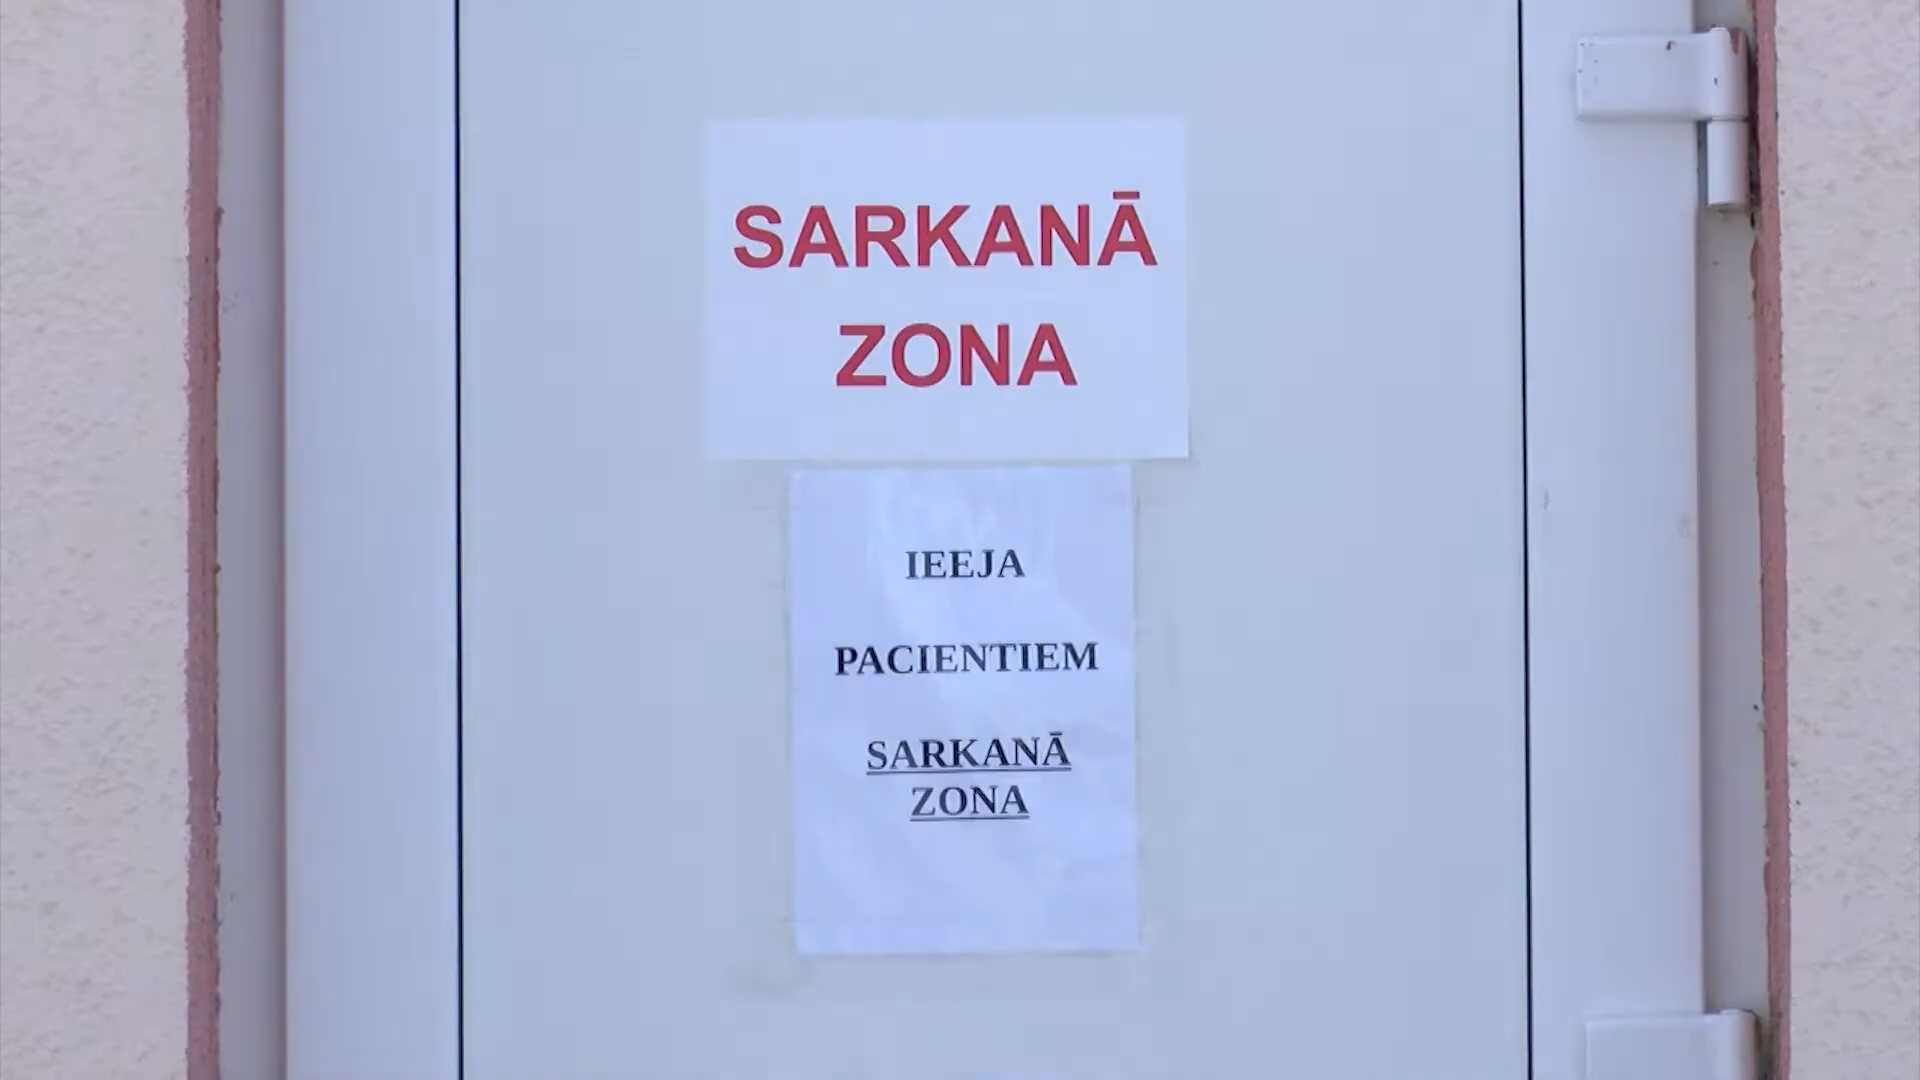 SARKANĀ
ZONA
IEEJA
PACIENTIEM
SARKANĀ
ZONA